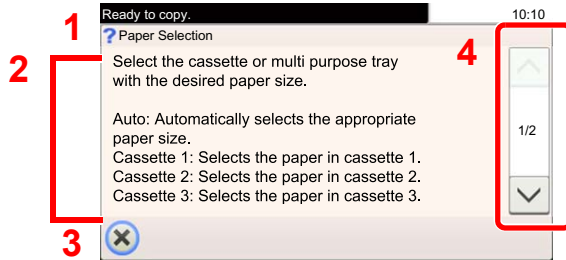 Ready to copy.
10:10
1
? Paper Selection
2
4
Select the cassette or multi purpose tray
with the desired paper size.
Auto: Automatically selects the appropriate
paper size.
1/2
Cassette 1: Selects the paper in cassette 1.
Cassette 2: Selects the paper in cassette 2.
Cassette 3: Selects the paper in cassette 3.
3